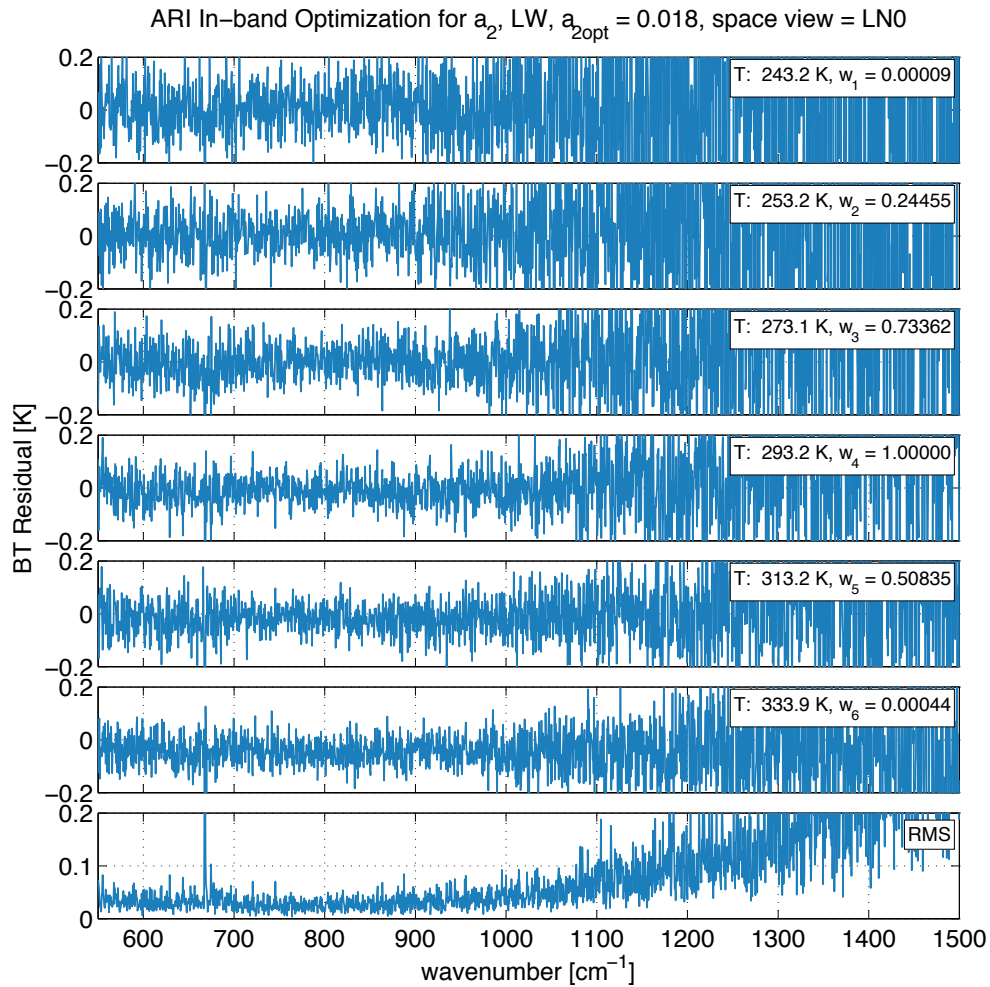 ARI In-band Optimization for a₂, LW, a₂ₒₚₜ = 0.018, space view = LN0
0.2
0
−0.2
T: 243.2 K, w₁ = 0.00009
0.2
0
−0.2
T: 253.2 K, w₂ = 0.24455
0.2
0
−0.2
T: 273.1 K, w₃ = 0.73362
0.2
0
−0.2
T: 293.2 K, w₄ = 1.00000
BT Residual [K]
0.2
0
−0.2
T: 313.2 K, w₅ = 0.50835
0.2
0
−0.2
T: 333.9 K, w₆ = 0.00044
0.2
0.1
0
RMS
600 700 800 900 1000 1100 1200 1300 1400 1500
wavenumber [cm⁻¹]